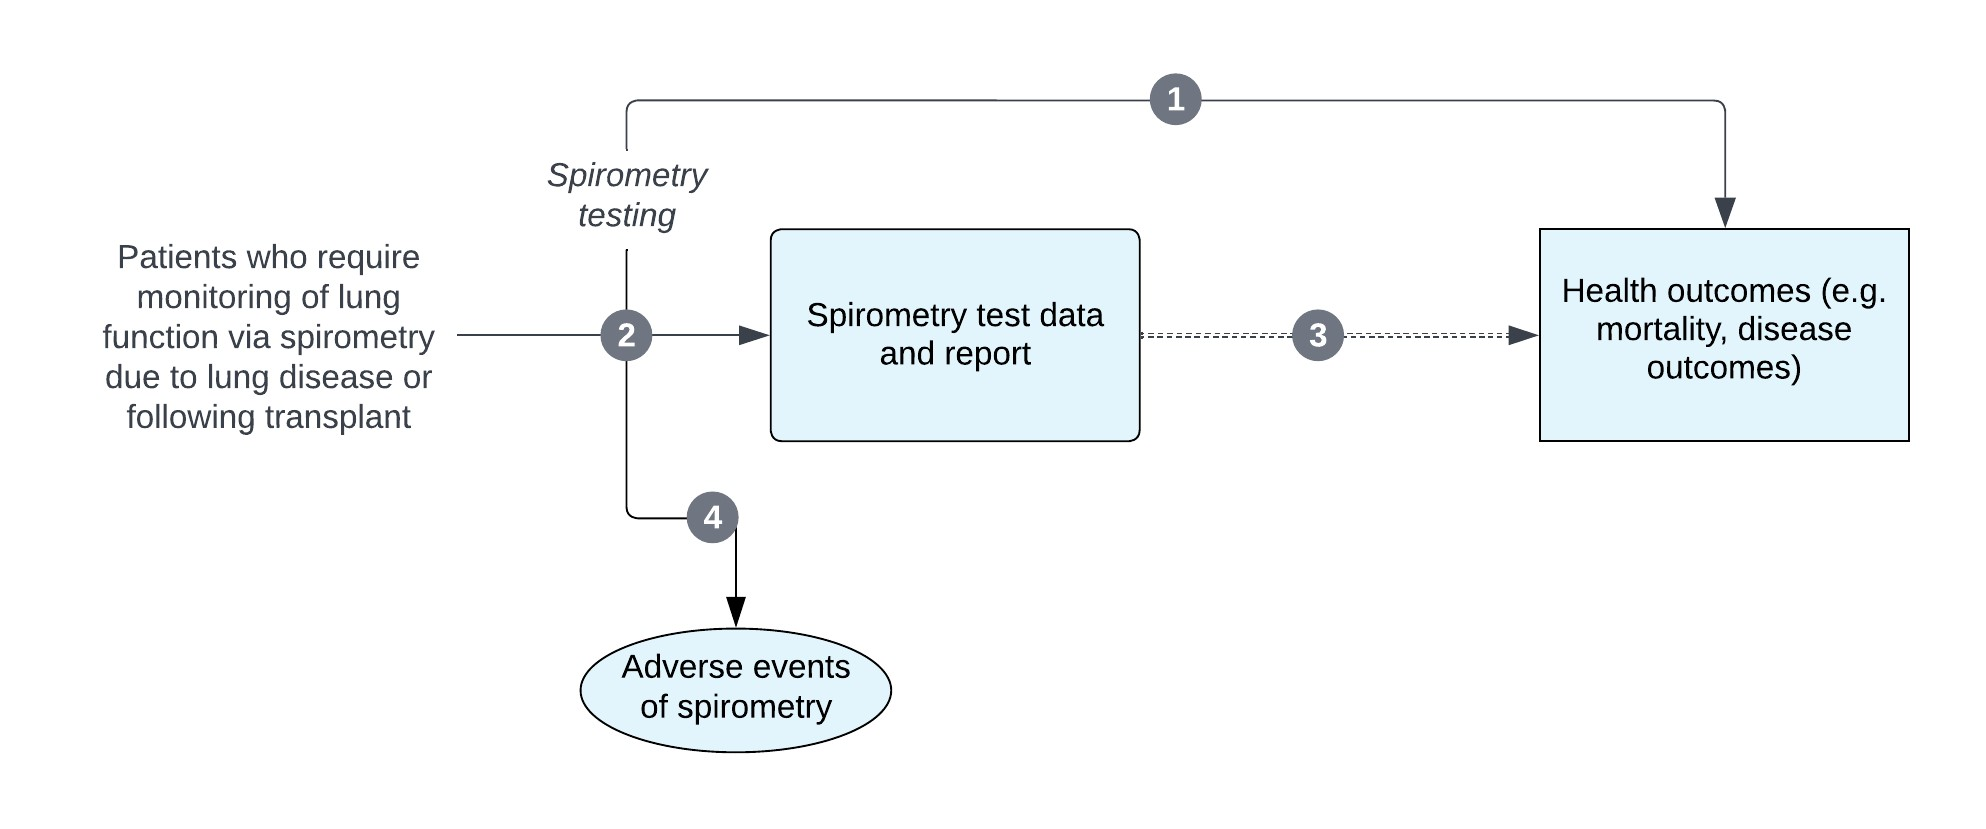 1
Spirometry
testing
Patients who require
monitoring of lung
function via spirometry
due to lung disease or
following transplant
2
Spirometry test data
and report
3
Health outcomes (e.g.
mortality, disease
outcomes)
4
Adverse events
of spirometry